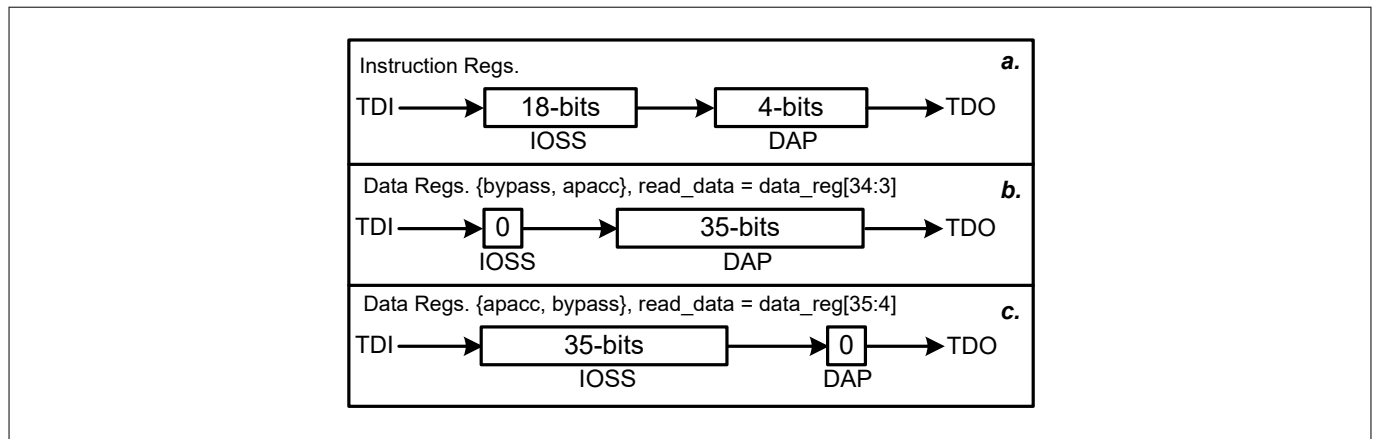 Instruction Regs. a.
TDI 18-bits 4-bits TDO
IOSS DAP
Data Regs. {bypass, apacc}, read_data = data_reg[34:3] b.
TDI 0 35-bits TDO
IOSS DAP
Data Regs. {apacc, bypass}, read_data = data_reg[35:4] c.
TDI 35-bits 0 TDO
IOSS DAP